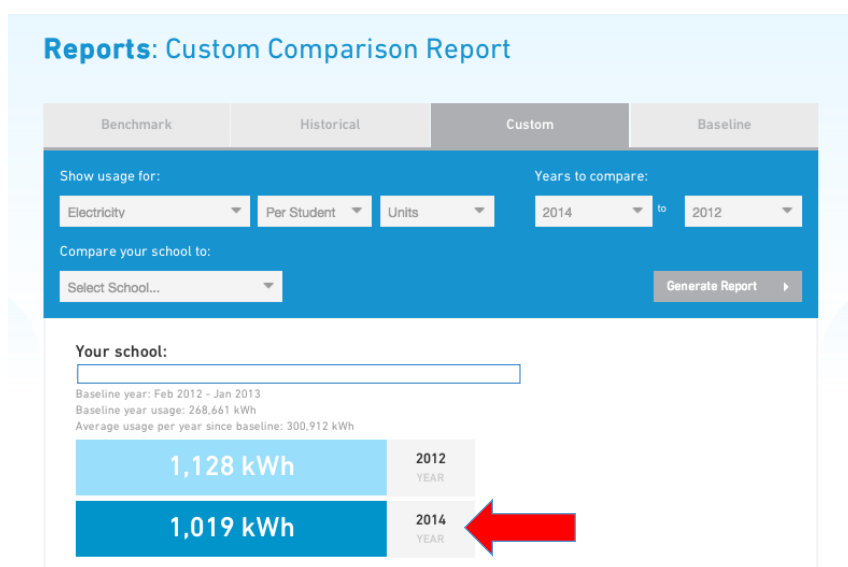 Reports: Custom Comparison Report
Benchmark Historical Custom Baseline
Show usage for: Years to compare:
Electricity Per Student Units 2014 to 2012
Compare your school to:
Select School... Generate Report
Your school:
Baseline year: Feb 2012 - Jan 2013
Baseline year usage: 268,661 kWh
Average usage per year since baseline: 300,912 kWh
1,128 kWh 2012
YEAR
1,019 kWh 2014
YEAR